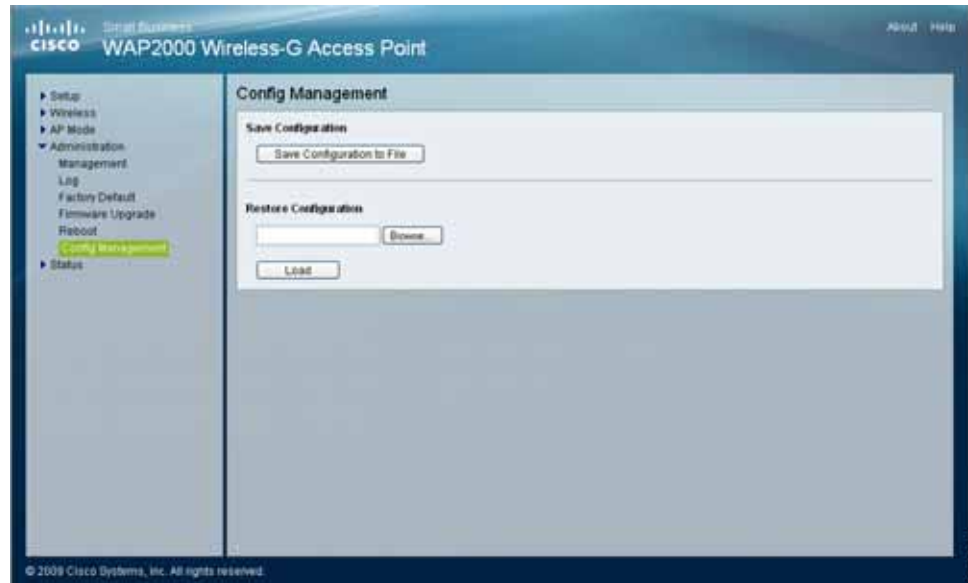 Small Business
cisco WAP2000 Wireless-G Access Point
About Help
Setup
Wireless
AP Mode
Administration
Management
Log
Factory Default
Firmware Upgrade
Reboot
Config Management
Status
Config Management
Save Configuration
Save Configuration to File
Restore Configuration
Browse...
Load
© 2009 Cisco Systems, Inc. All rights reserved.